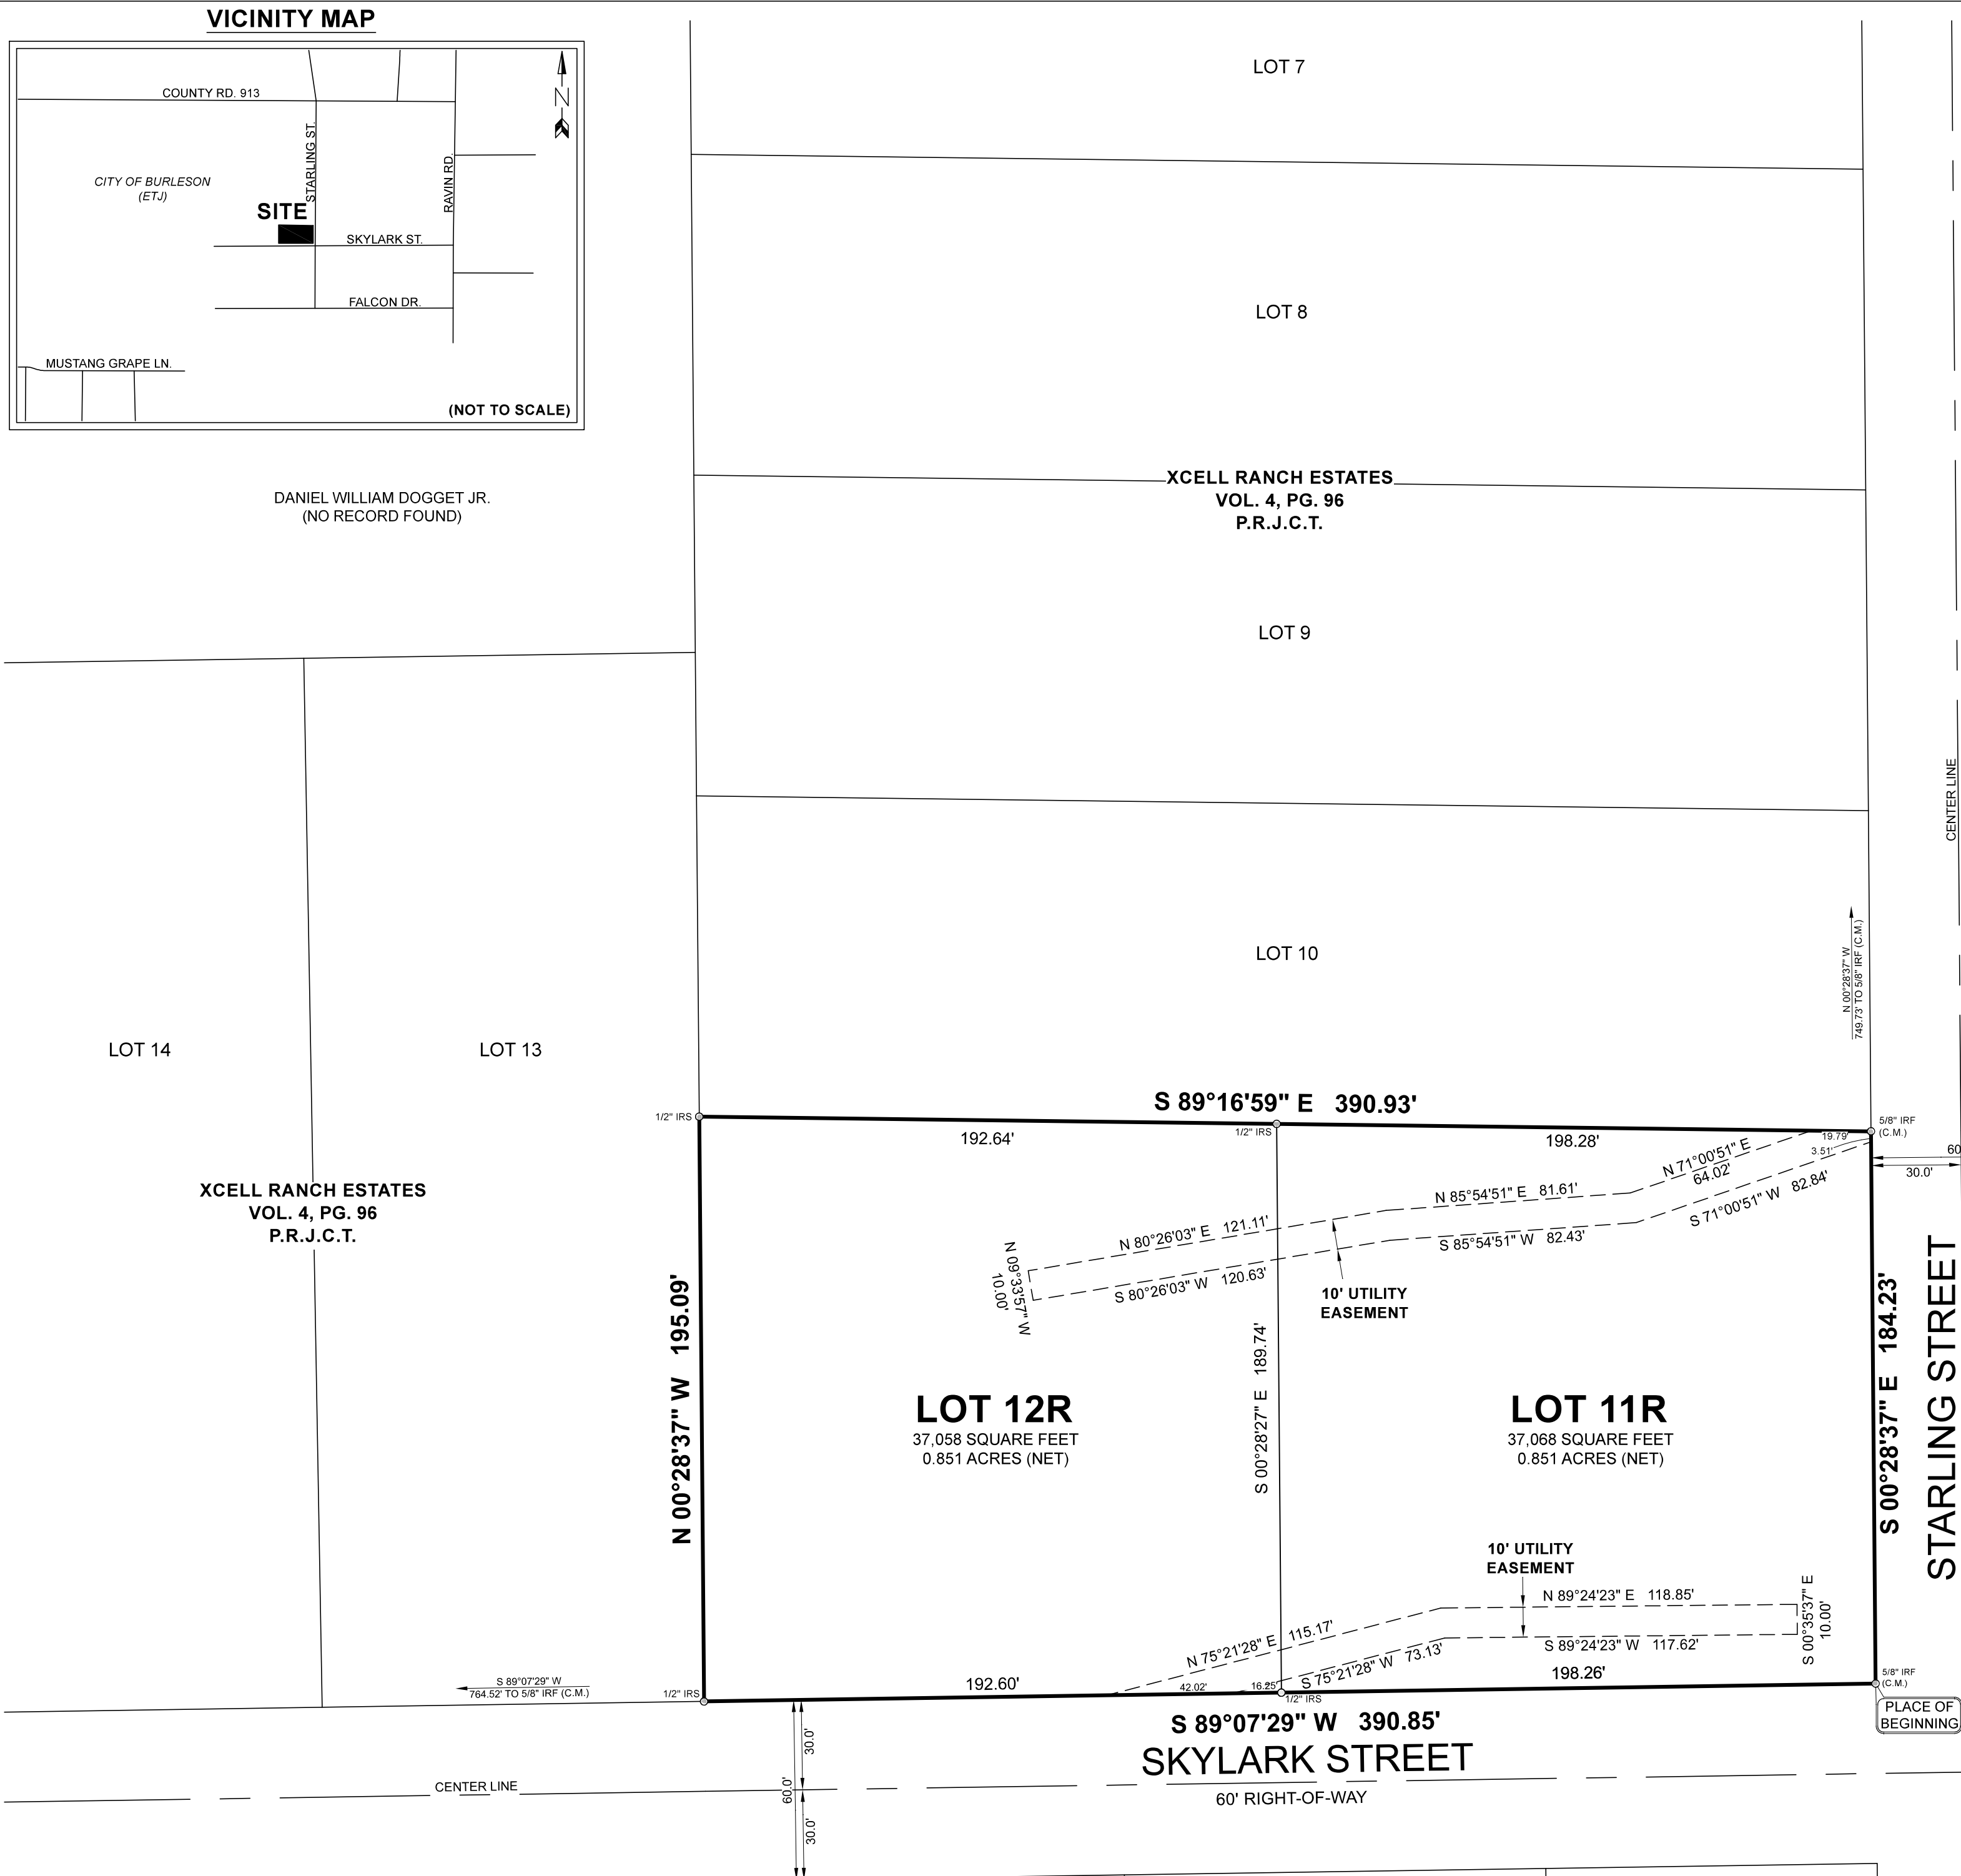 VICINITY MAP
COUNTY RD. 913
STARLING ST.
RAVIN RD.
N
CITY OF BURLESON
(ETJ)
SITE
SKYLARK ST.
FALCON DR.
MUSTANG GRAPE LN.
(NOT TO SCALE)
DANIEL WILLIAM DOGGET JR.
(NO RECORD FOUND)
LOT 7
LOT 8
XCELL RANCH ESTATES
VOL. 4, PG. 96
P.R.J.C.T.
LOT 9
CENTER LINE
LOT 10
N 00°28'37" W
749.73' TO 5/8" IRF (C.M.)
LOT 14
LOT 13
XCELL RANCH ESTATES
VOL. 4, PG. 96
P.R.J.C.T.
S 89°16'59" E 390.93'
1/2" IRS
1/2" IRS
5/8" IRF
(C.M.)
192.64'
198.28'
19.79'
3.51'
60
30.0'
N 71°00'51" E
64.02'
S 71°00'51" W 82.84'
N 85°54'51" E 81.61'
S 85°54'51" W 82.43'
N 80°26'03" E 121.11'
S 80°26'03" W 120.63'
N 09°33'57" W
10.00'
10' UTILITY
EASEMENT
N 00°28'37" W 195.09'
S 00°28'27" E 189.74'
S 00°28'37" E 184.23'
STARLING STREET
LOT 12R
37,058 SQUARE FEET
0.851 ACRES (NET)
LOT 11R
37,068 SQUARE FEET
0.851 ACRES (NET)
10' UTILITY
EASEMENT
N 89°24'23" E 118.85'
S 89°24'23" W 117.62'
S 00°35'37" E
10.00'
N 75°21'28" E 115.17'
S 75°21'28" W 73.13'
S 89°07'29" W
764.52' TO 5/8" IRF (C.M.)
1/2" IRS
192.60'
42.02'
16.25'
1/2" IRS
198.26'
5/8" IRF
(C.M.)
PLACE OF
BEGINNING
S 89°07'29" W 390.85'
SKYLARK STREET
60' RIGHT-OF-WAY
CENTER LINE
30.0'
60.0'
30.0'